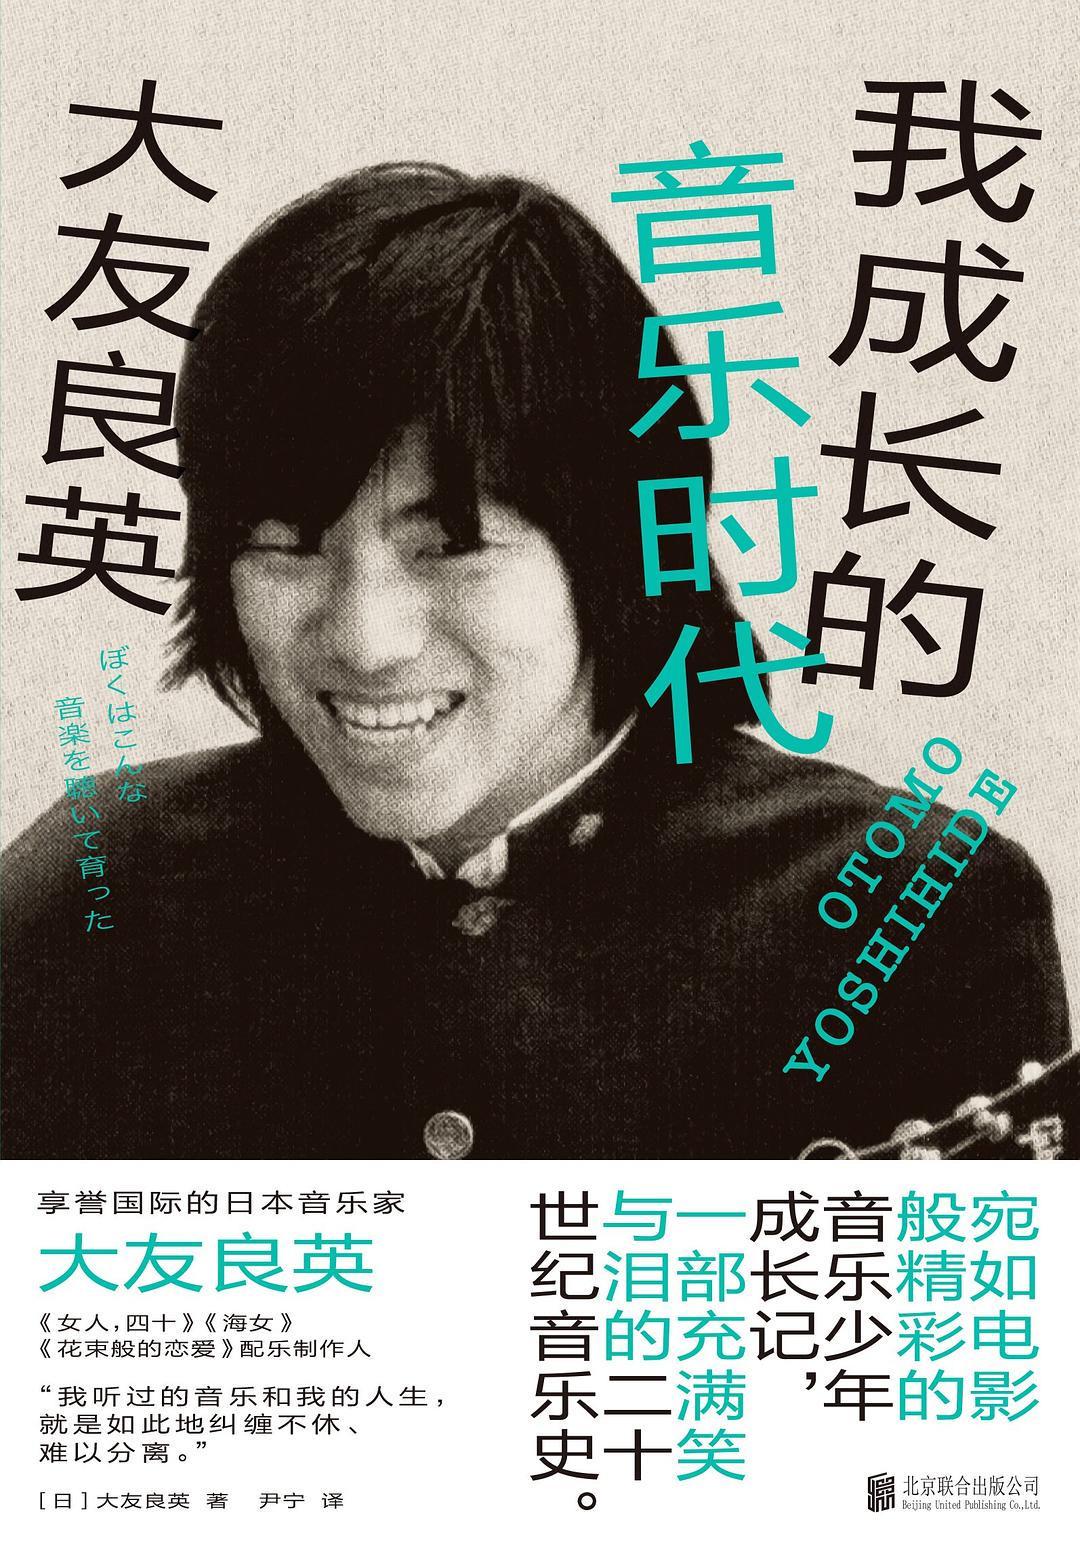 我成长的
音乐时代
大友良英
ぼくはこんな
音楽を聴いて育った
OTOMO
YOSHIHIDE
享誉国际的日本音乐家
大友良英
《女人，四十》《海女》
《花束般的恋爱》配乐制作人
“我听过的音乐和我的人生，
就是如此地纠缠不休、
难以分离。”
[日]大友良英 著 尹宁 译
宛如电影
般精彩的
音乐少年
成长记，
一部充满笑
与泪的二十
世纪音乐史。
北京联合出版公司
Beijing United Publishing Co.,Ltd.